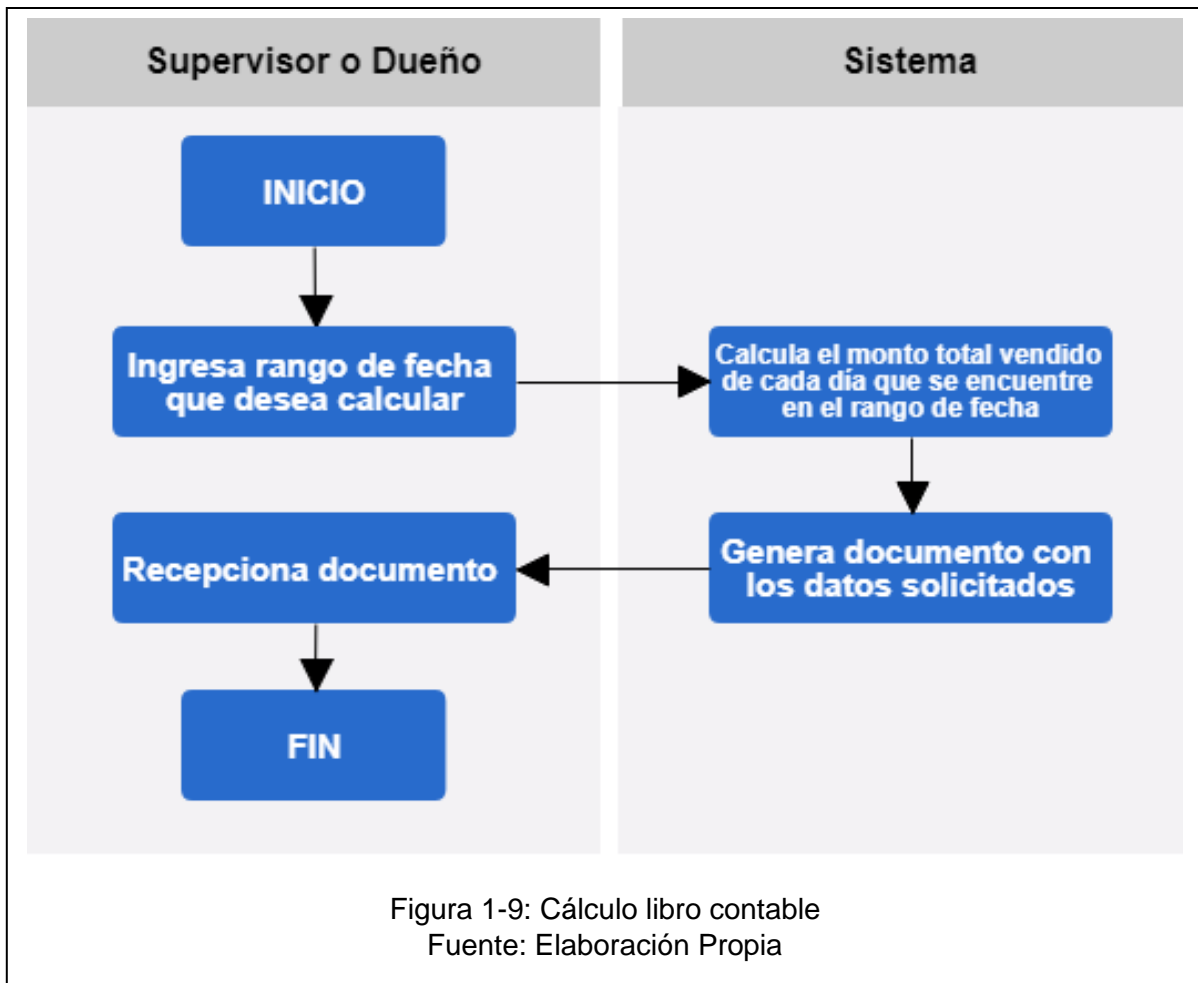 Supervisor o Dueño
Sistema
INICIO
Ingresa rango de fecha
que desea calcular
Calcula el monto total vendido
de cada día que se encuentre
en el rango de fecha
Recepciona documento
Genera documento con
los datos solicitados
FIN
Figura 1-9: Cálculo libro contable
Fuente: Elaboración Propia